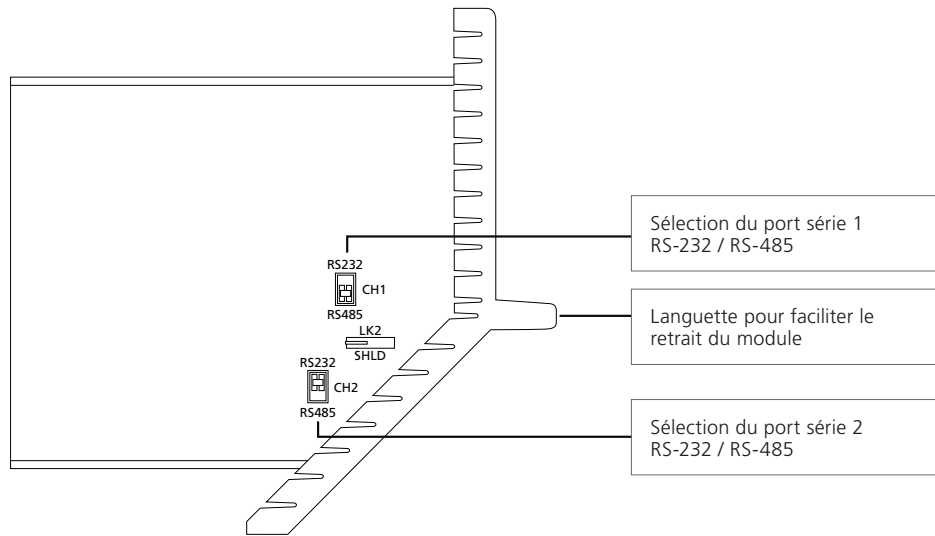 Sélection du port série 1
RS-232 / RS-485
RS232
CH1
RS485
Languette pour faciliter le
retrait du module
LK2
SHLD
RS232
CH2
RS485
Sélection du port série 2
RS-232 / RS-485